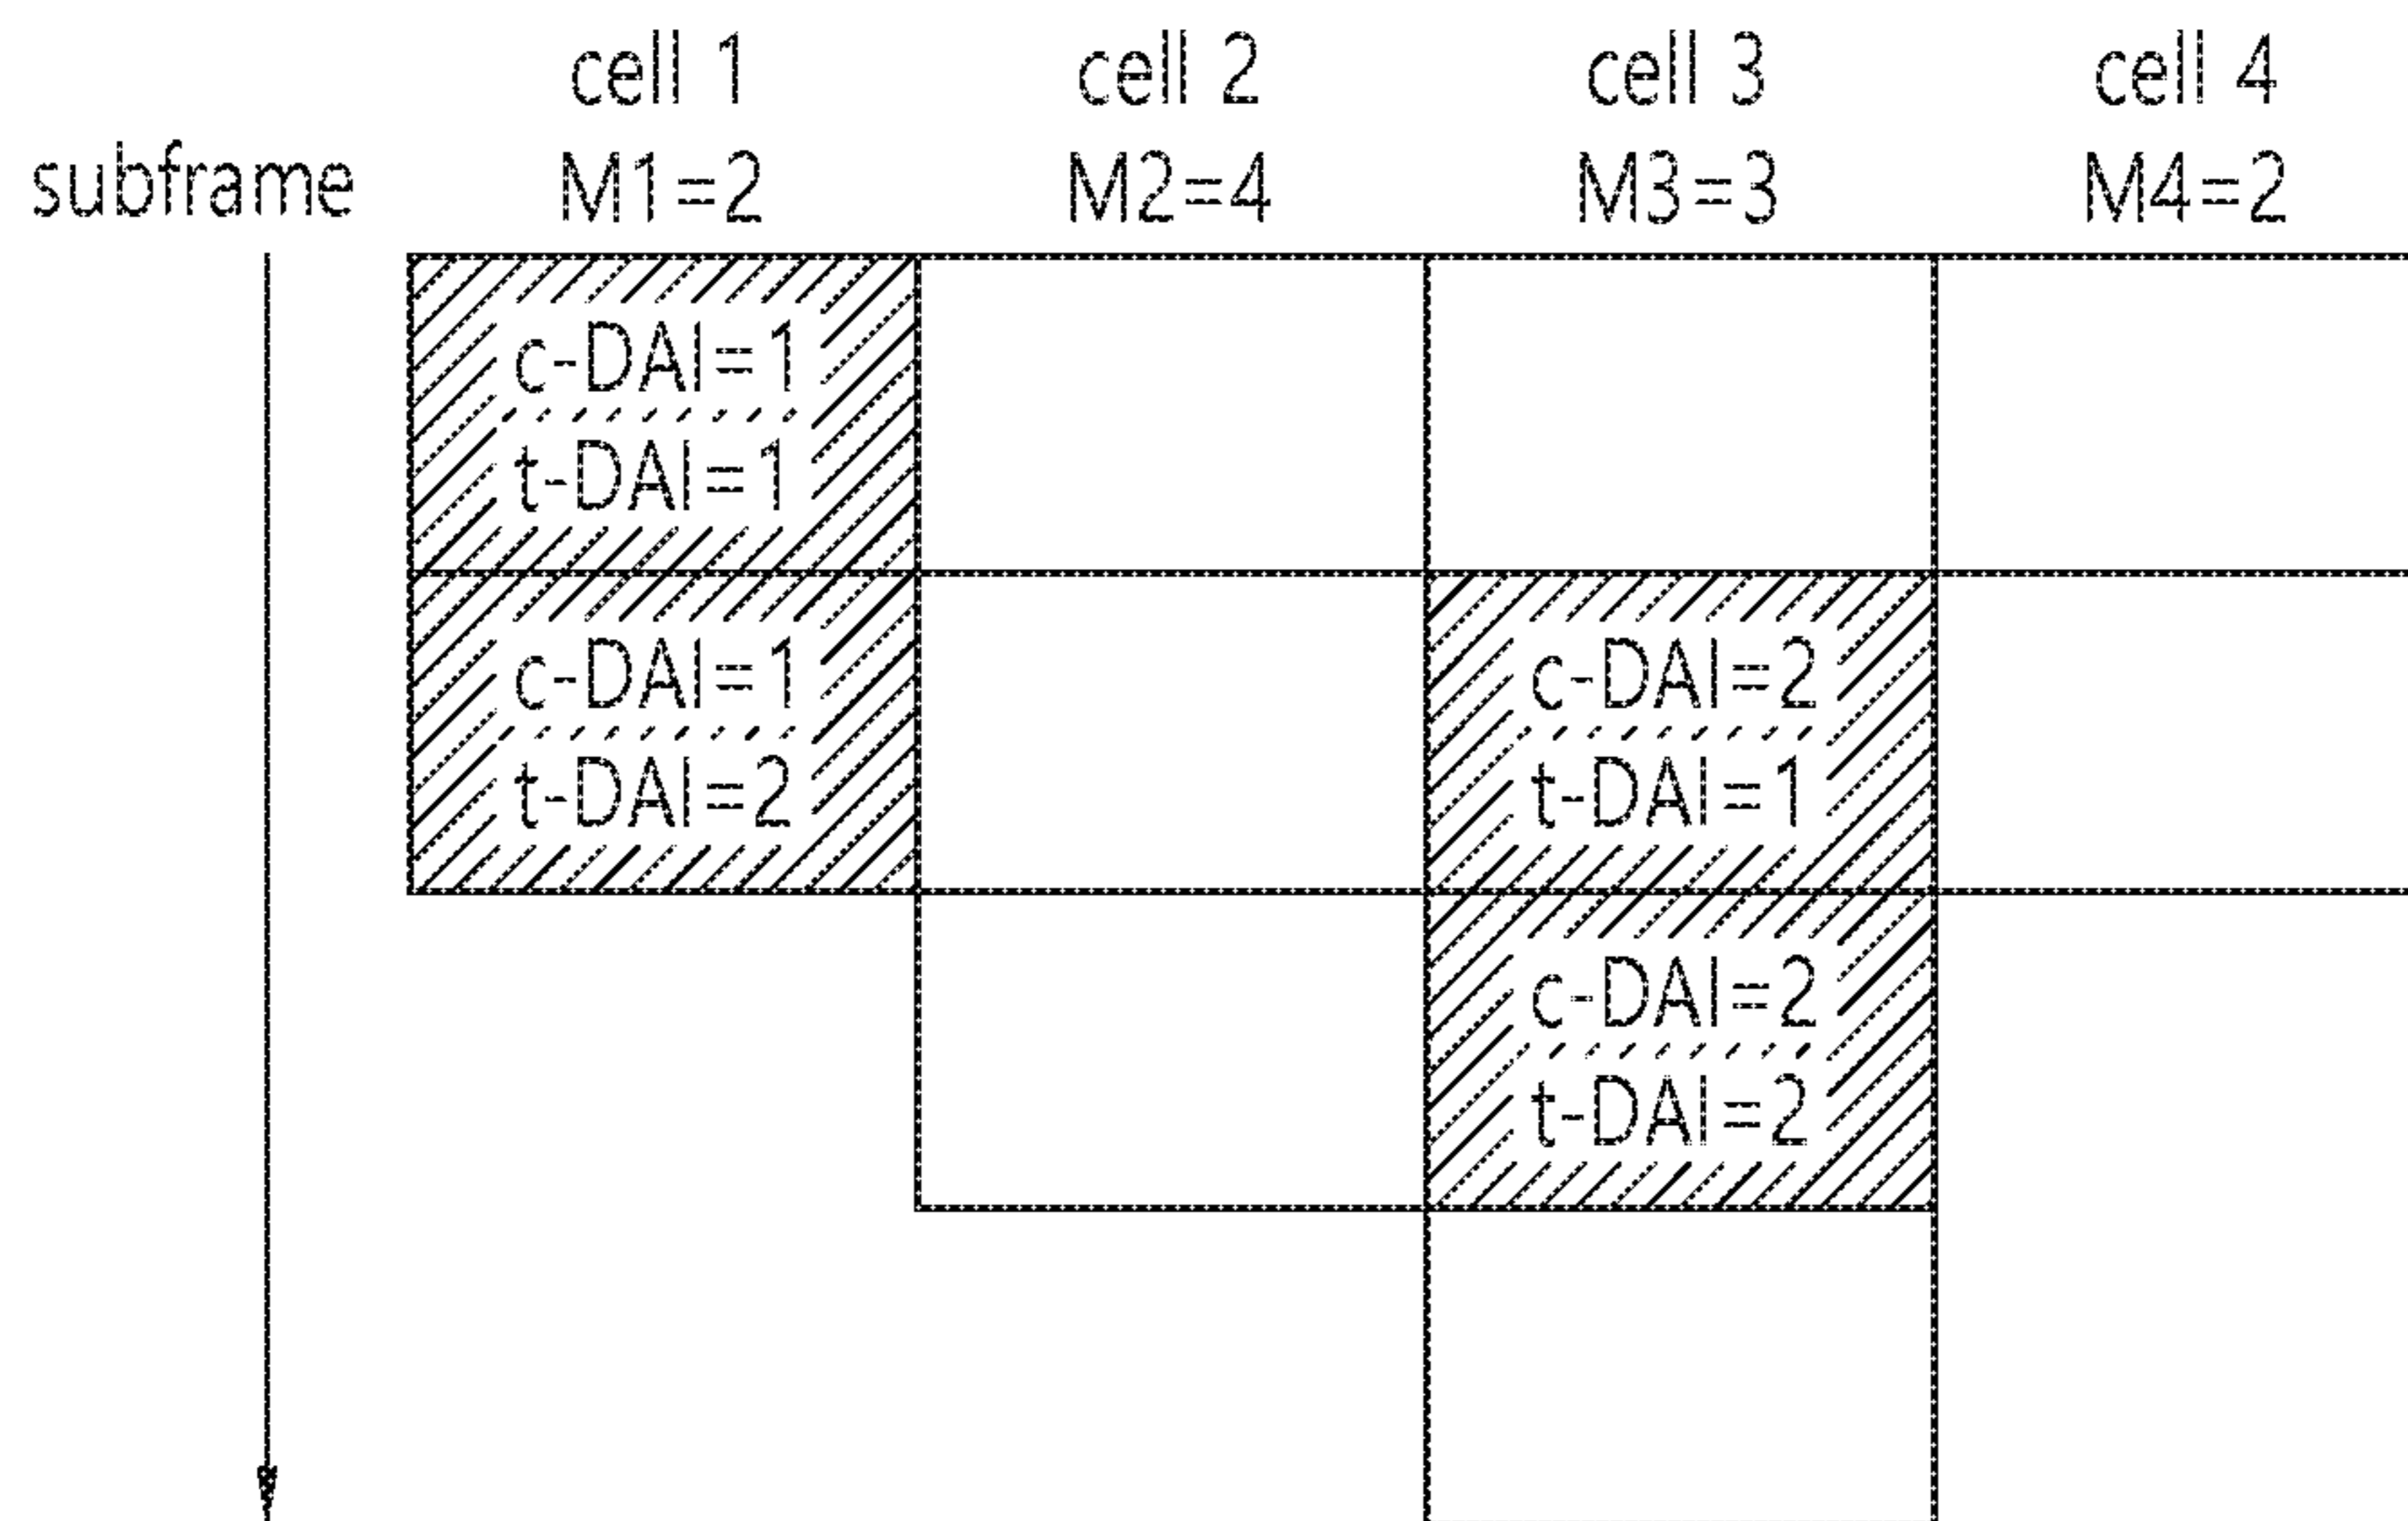 cell 1 cell 2 cell 3 cell 4
subframe M1=2 M2=4 M3=3 M4=2
c-DAI=1
t-DAI=1
c-DAI=1 c-DAI=2
t-DAI=2 t-DAI=1
c-DAI=2
t-DAI=2